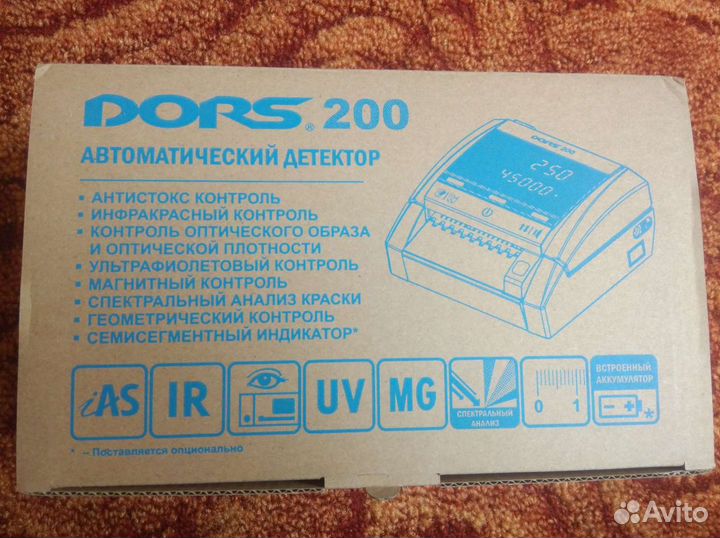 DORS® 200
АВТОМАТИЧЕСКИЙ ДЕТЕКТОР
▪ АНТИСТОКС КОНТРОЛЬ
▪ ИНФРАКРАСНЫЙ КОНТРОЛЬ
▪ КОНТРОЛЬ ОПТИЧЕСКОГО ОБРАЗА
И ОПТИЧЕСКОЙ ПЛОТНОСТИ
▪ УЛЬТРАФИОЛЕТОВЫЙ КОНТРОЛЬ
▪ МАГНИТНЫЙ КОНТРОЛЬ
▪ СПЕКТРАЛЬНЫЙ АНАЛИЗ КРАСКИ
▪ ГЕОМЕТРИЧЕСКИЙ КОНТРОЛЬ
▪ СЕМИСЕГМЕНТНЫЙ ИНДИКАТОР*
DORS 200
250
45000.
iAS
IR
UV
MG
СПЕКТРАЛЬНЫЙ
АНАЛИЗ
0 1
ВСТРОЕННЫЙ
АККУМУЛЯТОР
- + *
* – Поставляется опционально
Avito